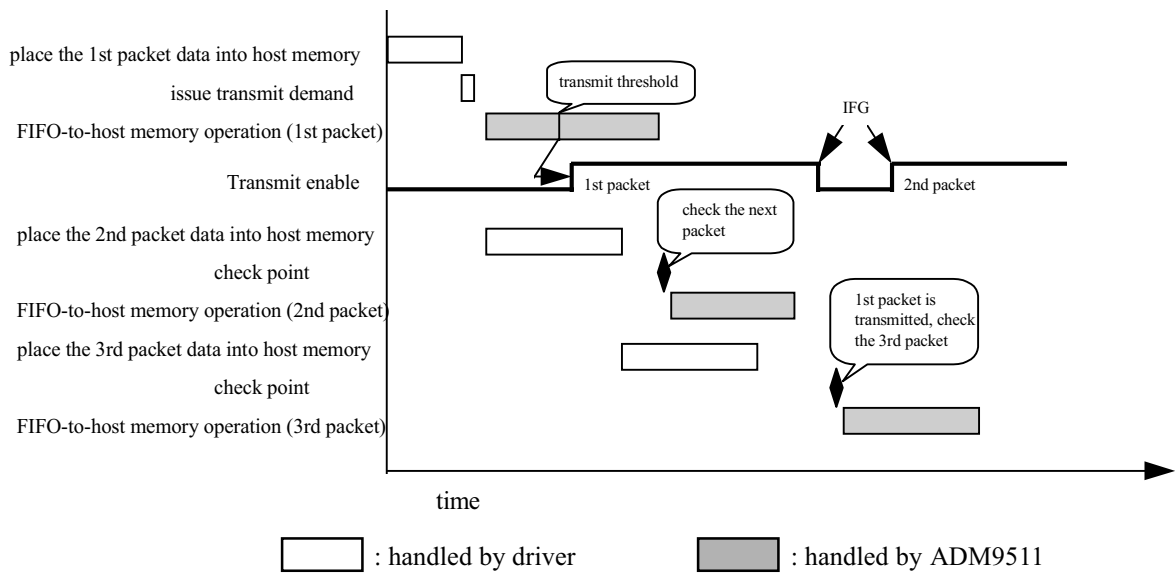 place the 1st packet data into host memory
issue transmit demand
transmit threshold
FIFO-to-host memory operation (1st packet)
IFG
Transmit enable
1st packet
2nd packet
check the next
packet
place the 2nd packet data into host memory
check point
FIFO-to-host memory operation (2nd packet)
1st packet is
transmitted, check
the 3rd packet
place the 3rd packet data into host memory
check point
FIFO-to-host memory operation (3rd packet)
time
: handled by driver
: handled by ADM9511